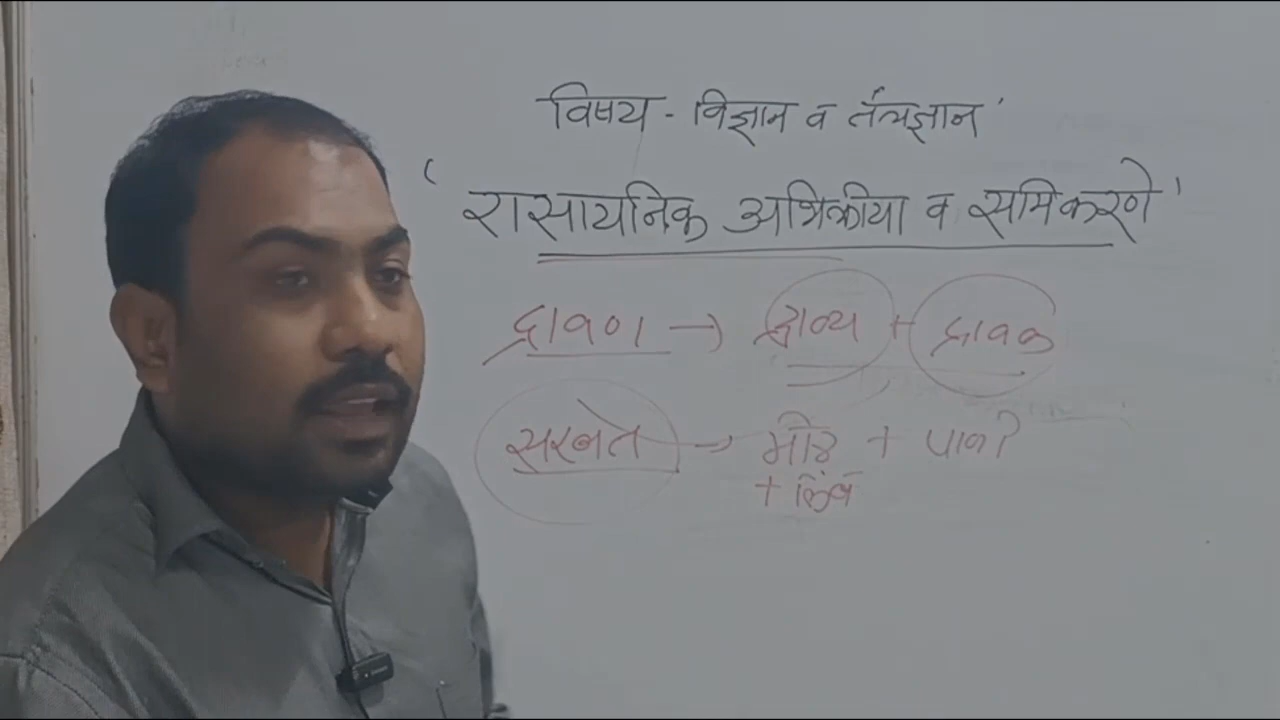 विषय - विज्ञान व तंत्रज्ञान
'रासायनिक अभिक्रीया व समिकरणे'
द्रावण → द्राव्य + द्रावक
सरबत → मीठ + पाणी
+ लिंबू